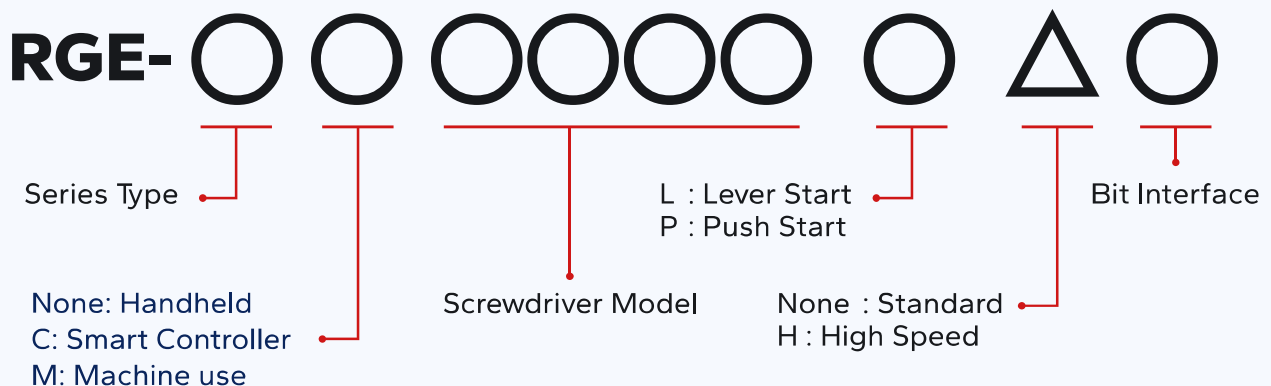 RGE-
Series Type
L : Lever Start
P : Push Start
Bit Interface
None: Handheld
C: Smart Controller
M: Machine use
Screwdriver Model
None : Standard
H : High Speed